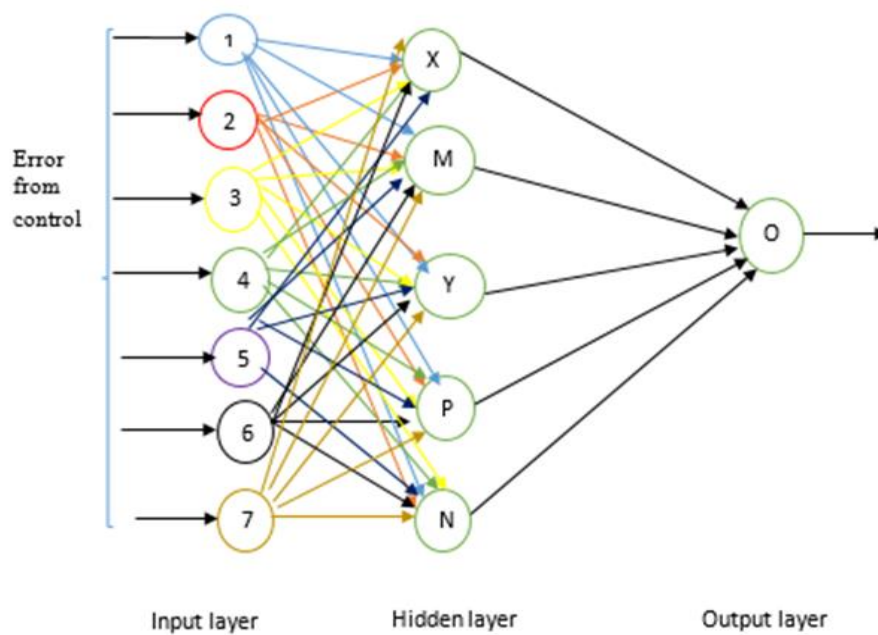 Error
from
control
1
2
3
4
5
6
7
X
M
Y
P
N
O
Input layer
Hidden layer
Output layer